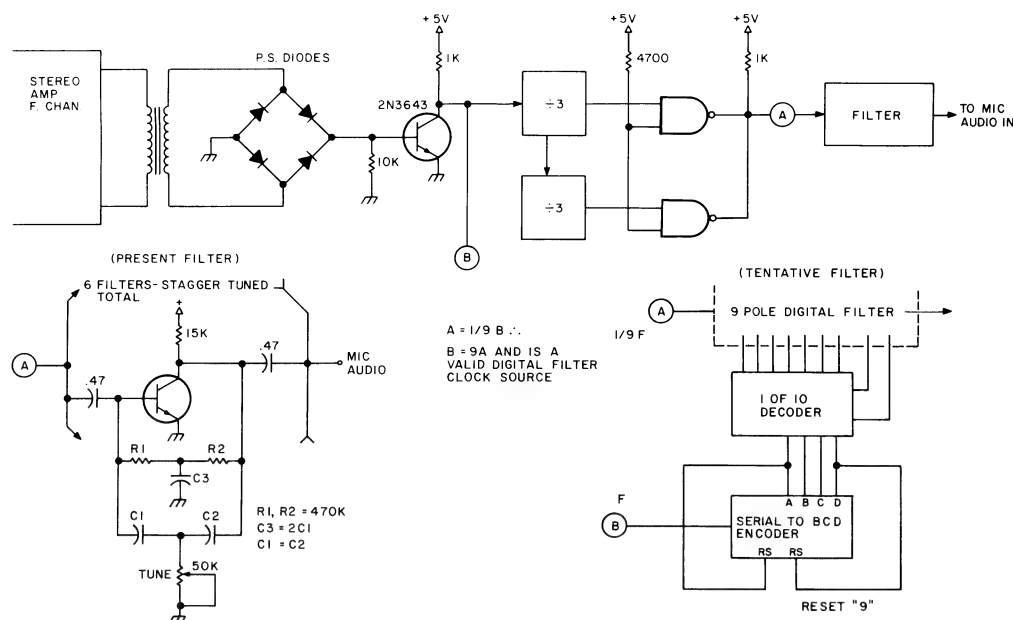 STEREO
AMP
F. CHAN.
P.S. DIODES
10K
2N3643
+5V
1K
÷3
÷3
+5V
4700
+5V
1K
A
FILTER
TO MIC
AUDIO IN
B
(PRESENT FILTER)
6 FILTERS-STAGGER TUNED
TOTAL
+
15K
A
.47
.47
MIC
AUDIO
R1
R2
C3
C1
C2
R1, R2 = 470K
C3 = 2C1
C1 = C2
TUNE
50K
A = 1/9 B ∴
B = 9A AND IS A
VALID DIGITAL FILTER
CLOCK SOURCE
(TENTATIVE FILTER)
A
1/9 F
9 POLE DIGITAL FILTER
1 OF 10
DECODER
F
B
A B C D
SERIAL TO BCD
ENCODER
RS RS
RESET "9"